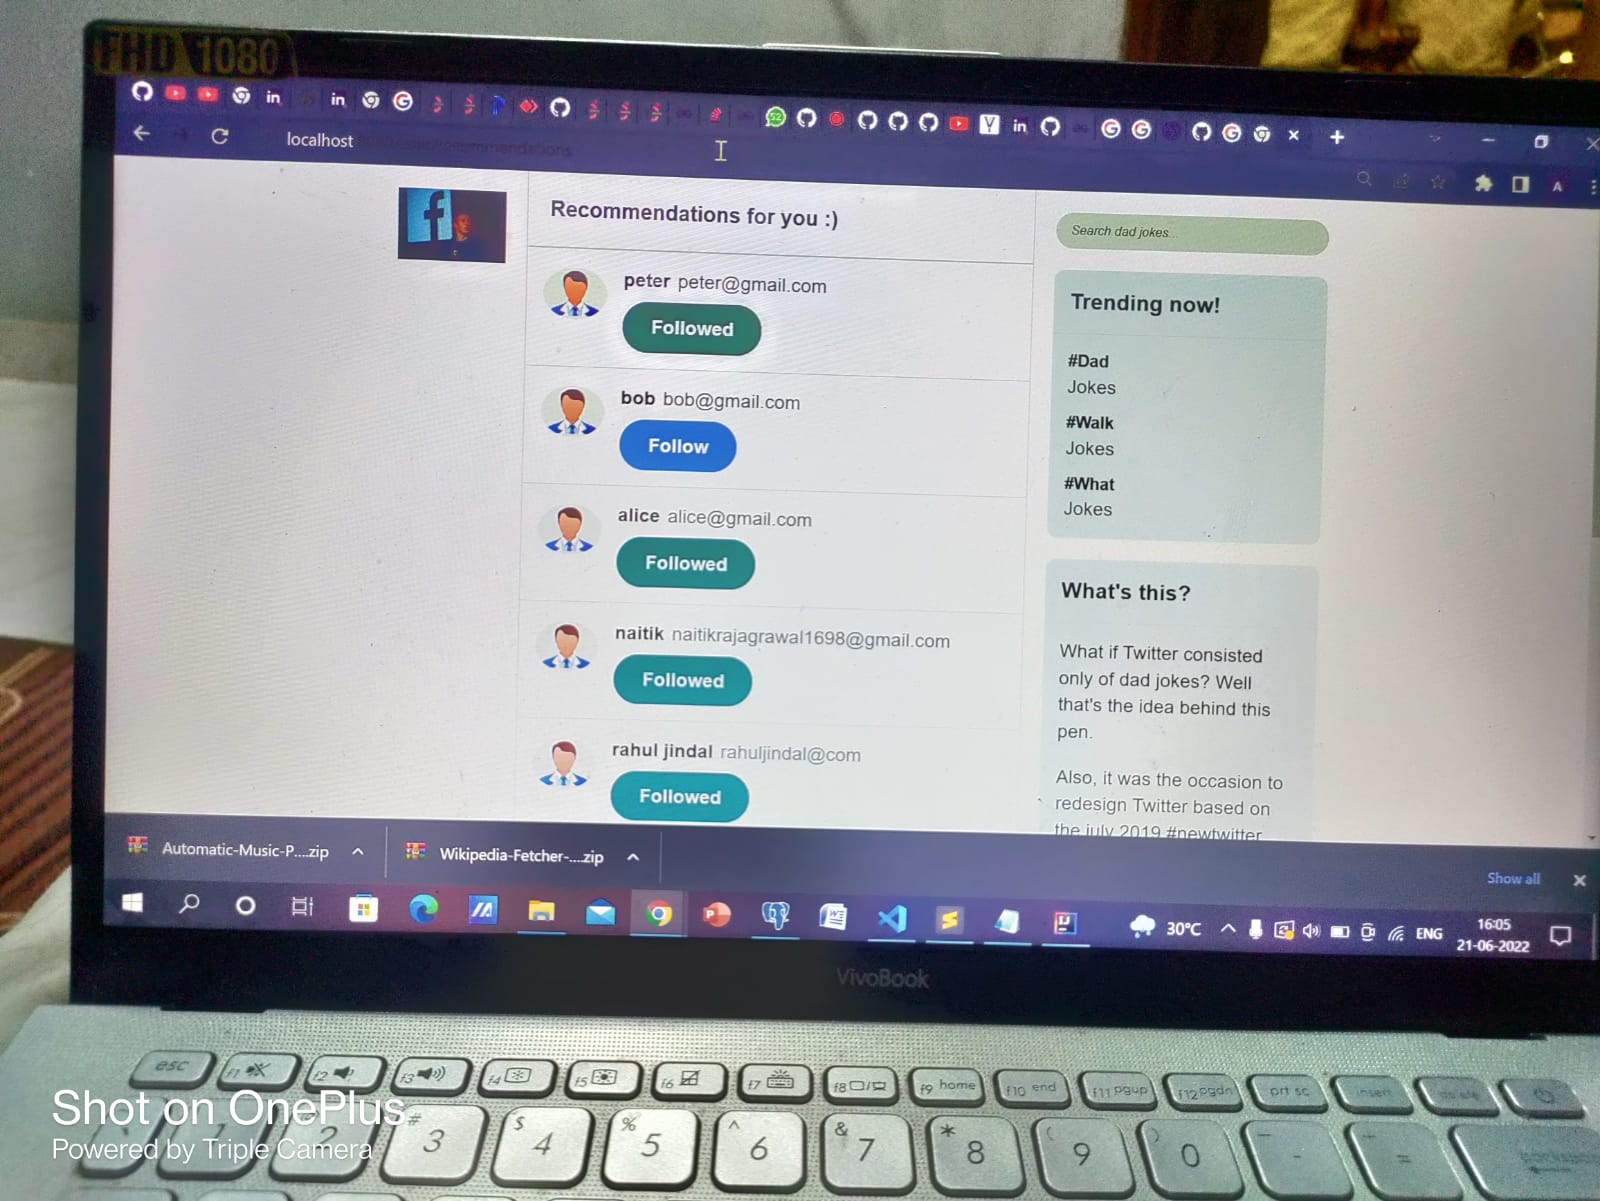 FHD 1080
localhost
Recommendations for you :)
peter peter@gmail.com
Followed
bob bob@gmail.com
Follow
alice alice@gmail.com
Followed
naitik naitikrajagrawal1698@gmail.com
Followed
rahul jindal rahuljindal@com
Followed
Search dad jokes...
Trending now!
#Dad
Jokes
#Walk
Jokes
#What
Jokes
What's this?
What if Twitter consisted
only of dad jokes? Well
that's the idea behind this
pen.
Also, it was the occasion to
redesign Twitter based on
the july 2019 #newtwitter
Automatic-Music-P....zip
Wikipedia-Fetcher-....zip
Show all
30°C
ENG
16:05
21-06-2022
VivoBook
esc f1 f2 f3 f4 f5 f6 f7 f8 f9 home f10 end f11 pgup f12 pgdn prt sc insert
# 3 $ 4 % 5 ^ 6 & 7 * 8 ( 9 ) 0 - =
Shot on OnePlus
Powered by Triple Camera